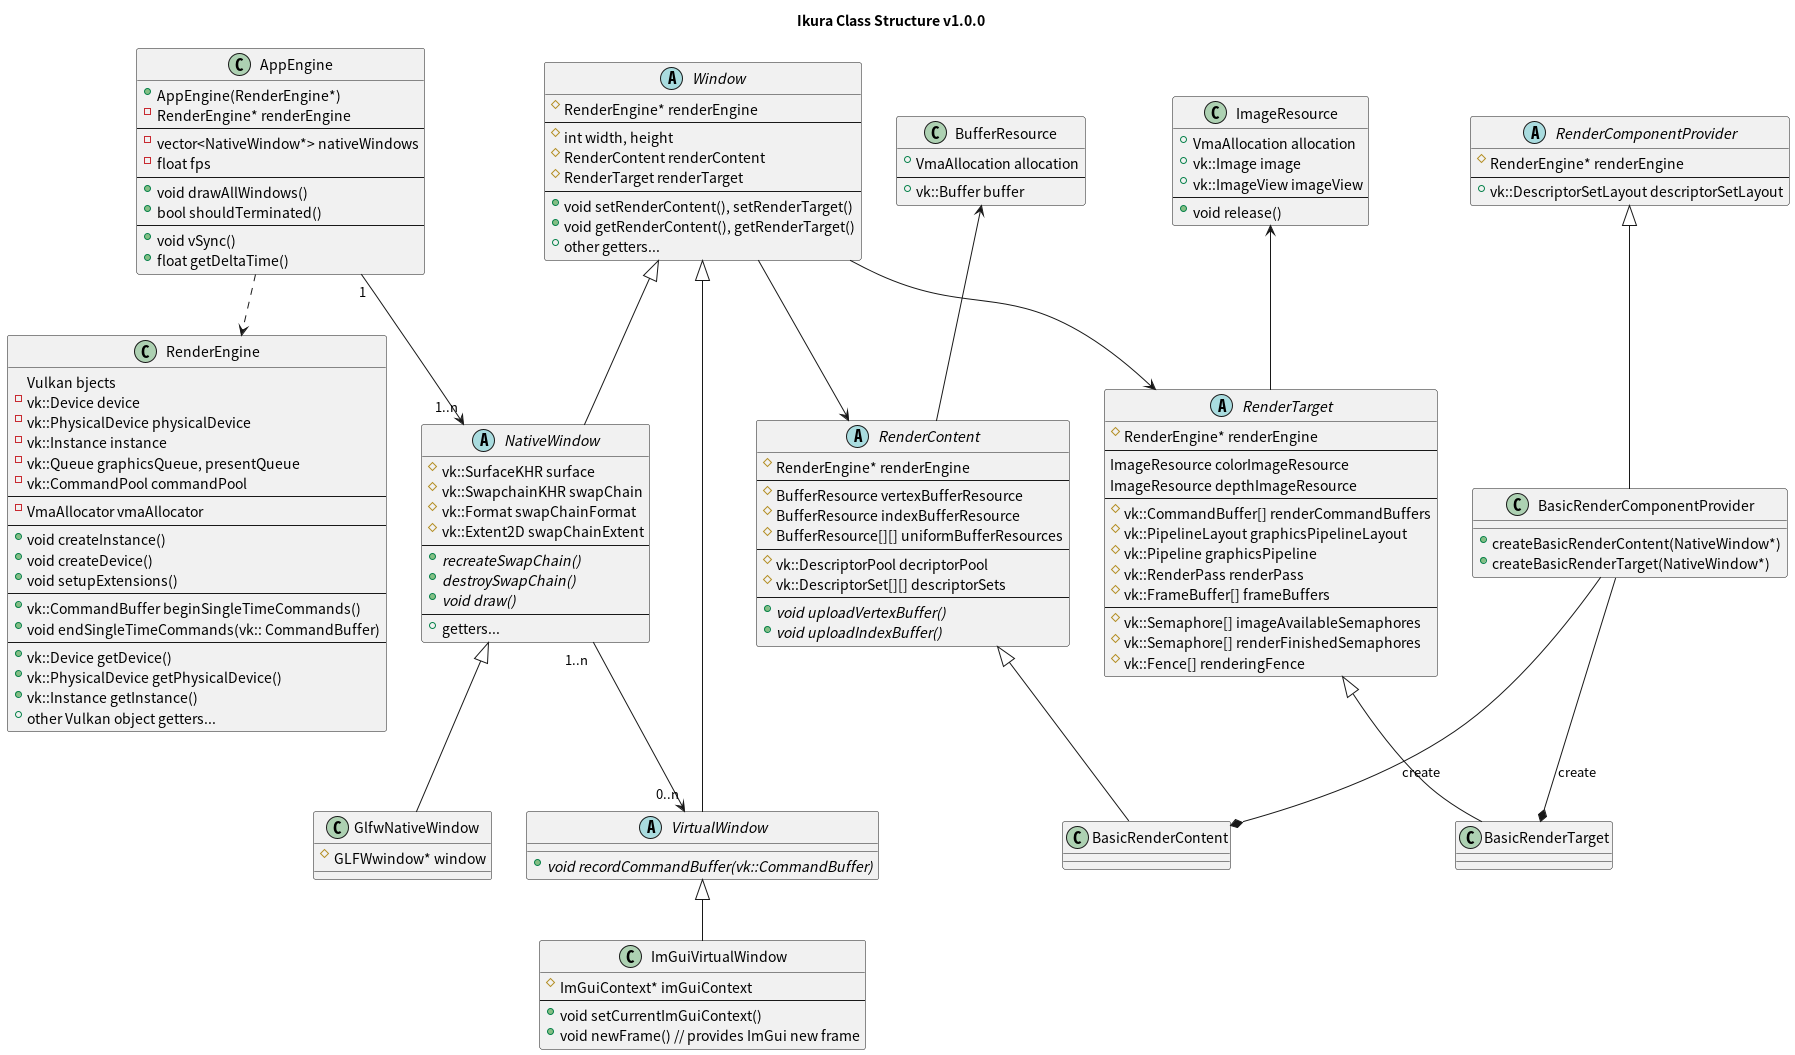 Ikura Class Structure v1.0.0
C AppEngine
AppEngine(RenderEngine*)
RenderEngine* renderEngine
vector<NativeWindow*> nativeWindows
float fps
void drawAllWindows()
bool shouldTerminated()
void vSync()
float getDeltaTime()
A Window
RenderEngine* renderEngine
int width, height
RenderContent renderContent
RenderTarget renderTarget
void setRenderContent(), setRenderTarget()
void getRenderContent(), getRenderTarget()
other getters...
C BufferResource
VmaAllocation allocation
vk::Buffer buffer
C ImageResource
VmaAllocation allocation
vk::Image image
vk::ImageView imageView
void release()
A RenderComponentProvider
RenderEngine* renderEngine
vk::DescriptorSetLayout descriptorSetLayout
1
1..n
C RenderEngine
Vulkan bjects
vk::Device device
vk::PhysicalDevice physicalDevice
vk::Instance instance
vk::Queue graphicsQueue, presentQueue
vk::CommandPool commandPool
VmaAllocator vmaAllocator
void createInstance()
void createDevice()
void setupExtensions()
vk::CommandBuffer beginSingleTimeCommands()
void endSingleTimeCommands(vk:: CommandBuffer)
vk::Device getDevice()
vk::PhysicalDevice getPhysicalDevice()
vk::Instance getInstance()
other Vulkan object getters...
A NativeWindow
vk::SurfaceKHR surface
vk::SwapchainKHR swapChain
vk::Format swapChainFormat
vk::Extent2D swapChainExtent
recreateSwapChain()
destroySwapChain()
void draw()
getters...
A RenderContent
RenderEngine* renderEngine
BufferResource vertexBufferResource
BufferResource indexBufferResource
BufferResource[][] uniformBufferResources
vk::DescriptorPool decriptorPool
vk::DescriptorSet[][] descriptorSets
void uploadVertexBuffer()
void uploadIndexBuffer()
A RenderTarget
RenderEngine* renderEngine
ImageResource colorImageResource
ImageResource depthImageResource
vk::CommandBuffer[] renderCommandBuffers
vk::PipelineLayout graphicsPipelineLayout
vk::Pipeline graphicsPipeline
vk::RenderPass renderPass
vk::FrameBuffer[] frameBuffers
vk::Semaphore[] imageAvailableSemaphores
vk::Semaphore[] renderFinishedSemaphores
vk::Fence[] renderingFence
C BasicRenderComponentProvider
createBasicRenderContent(NativeWindow*)
createBasicRenderTarget(NativeWindow*)
1..n
0..n
create
create
C GlfwNativeWindow
GLFWwindow* window
A VirtualWindow
void recordCommandBuffer(vk::CommandBuffer)
C BasicRenderContent
C BasicRenderTarget
C ImGuiVirtualWindow
ImGuiContext* imGuiContext
void setCurrentImGuiContext()
void newFrame() // provides ImGui new frame